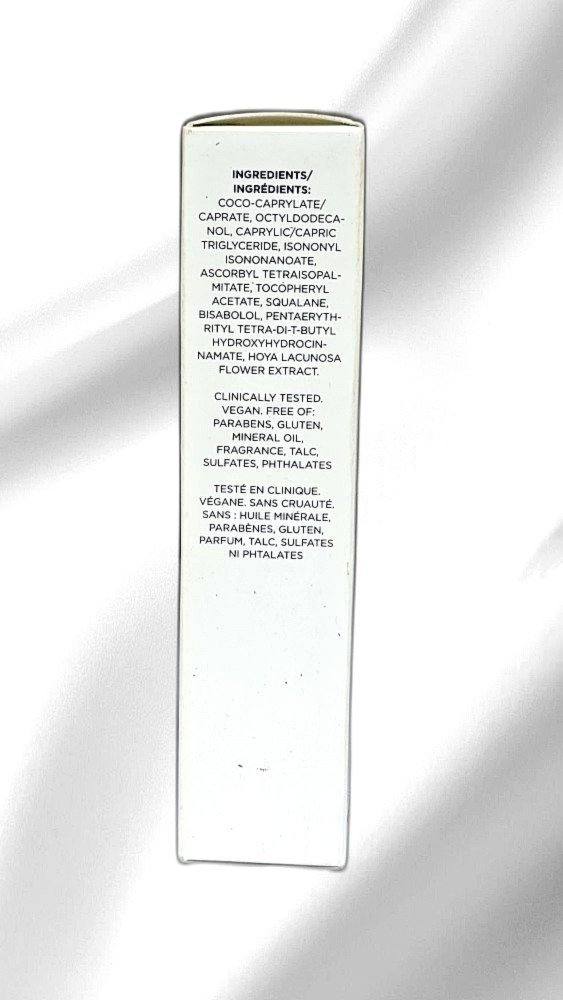 INGREDIENTS/
INGRÉDIENTS:
COCO-CAPRYLATE/
CAPRATE, OCTYLDODECA-
NOL, CAPRYLIC/CAPRIC
TRIGLYCERIDE, ISONONYL
ISONONANOATE,
ASCORBYL TETRAISOPAL-
MITATE, TOCOPHERYL
ACETATE, SQUALANE,
BISABOLOL, PENTAERYTH-
RITYL TETRA-DI-T-BUTYL
HYDROXYHYDROCIN-
NAMATE, HOYA LACUNOSA
FLOWER EXTRACT.
CLINICALLY TESTED.
VEGAN. FREE OF:
PARABENS, GLUTEN,
MINERAL OIL,
FRAGRANCE, TALC,
SULFATES, PHTHALATES
TESTÉ EN CLINIQUE.
VÉGANE. SANS CRUAUTÉ.
SANS : HUILE MINÉRALE,
PARABÈNES, GLUTEN,
PARFUM, TALC, SULFATES
NI PHTALATES